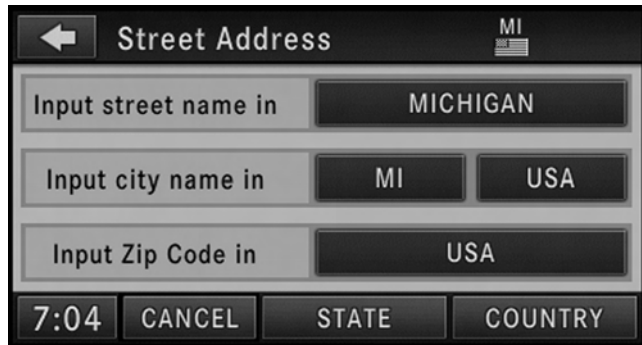 Street Address MI
Input street name in MICHIGAN
Input city name in MI USA
Input Zip Code in USA
7:04 CANCEL STATE COUNTRY